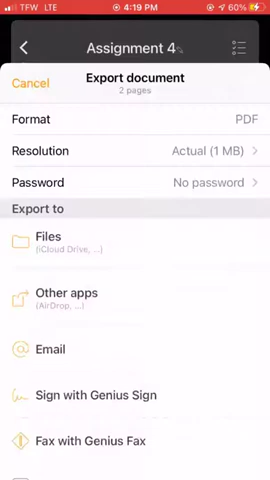 TFW LTE 4:19 PM 60%
Assignment 4
Cancel Export document
2 pages
Format PDF
Resolution Actual (1 MB)
Password No password
Export to
Files
(iCloud Drive, ...)
Other apps
(AirDrop, ...)
Email
Sign with Genius Sign
Fax with Genius Fax